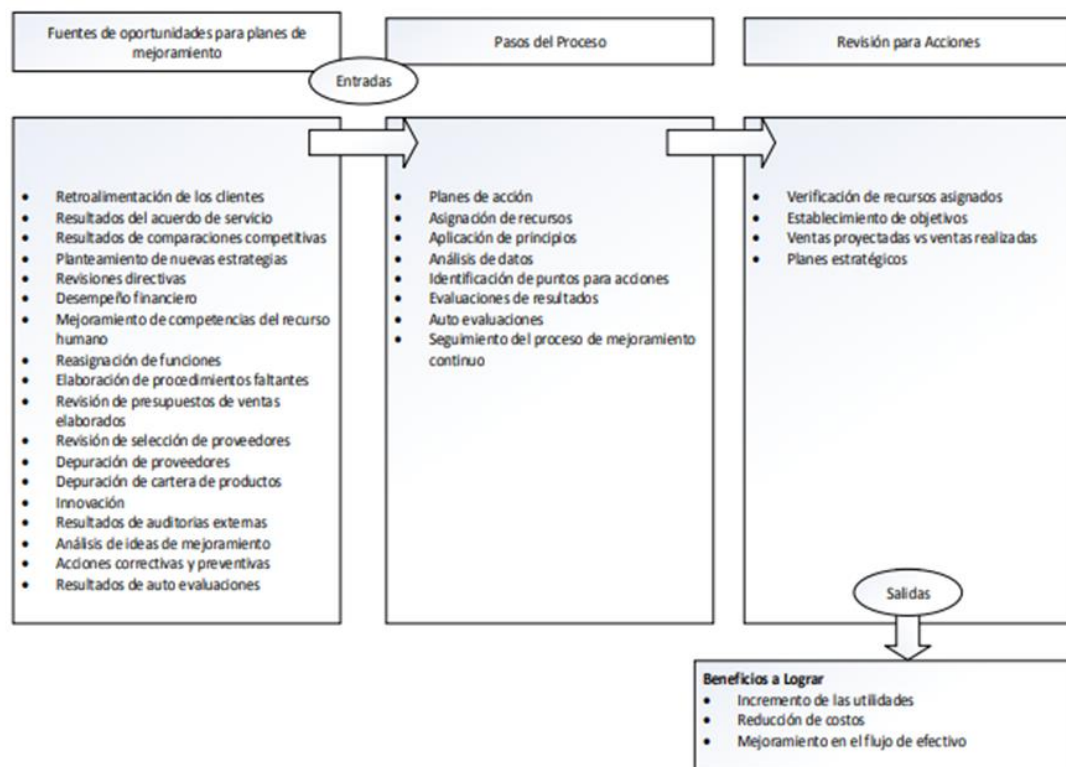 Fuentes de oportunidades para planes de
mejoramiento
Pasos del Proceso
Revisión para Acciones
Entradas
• Retroalimentación de los clientes
• Resultados del acuerdo de servicio
• Resultados de comparaciones competitivas
• Planteamiento de nuevas estrategias
• Revisiones directivas
• Desempeño financiero
• Mejoramiento de competencias del recurso
humano
• Reasignación de funciones
• Elaboración de procedimientos faltantes
• Revisión de presupuestos de ventas
elaborados
• Revisión de selección de proveedores
• Depuración de proveedores
• Depuración de cartera de productos
• Innovación
• Resultados de auditorias externas
• Análisis de ideas de mejoramiento
• Acciones correctivas y preventivas
• Resultados de auto evaluaciones
• Planes de acción
• Asignación de recursos
• Aplicación de principios
• Análisis de datos
• Identificación de puntos para acciones
• Evaluaciones de resultados
• Auto evaluaciones
• Seguimiento del proceso de mejoramiento
continuo
• Verificación de recursos asignados
• Establecimiento de objetivos
• Ventas proyectadas vs ventas realizadas
• Planes estratégicos
Salidas
Beneficios a Lograr
• Incremento de las utilidades
• Reducción de costos
• Mejoramiento en el flujo de efectivo